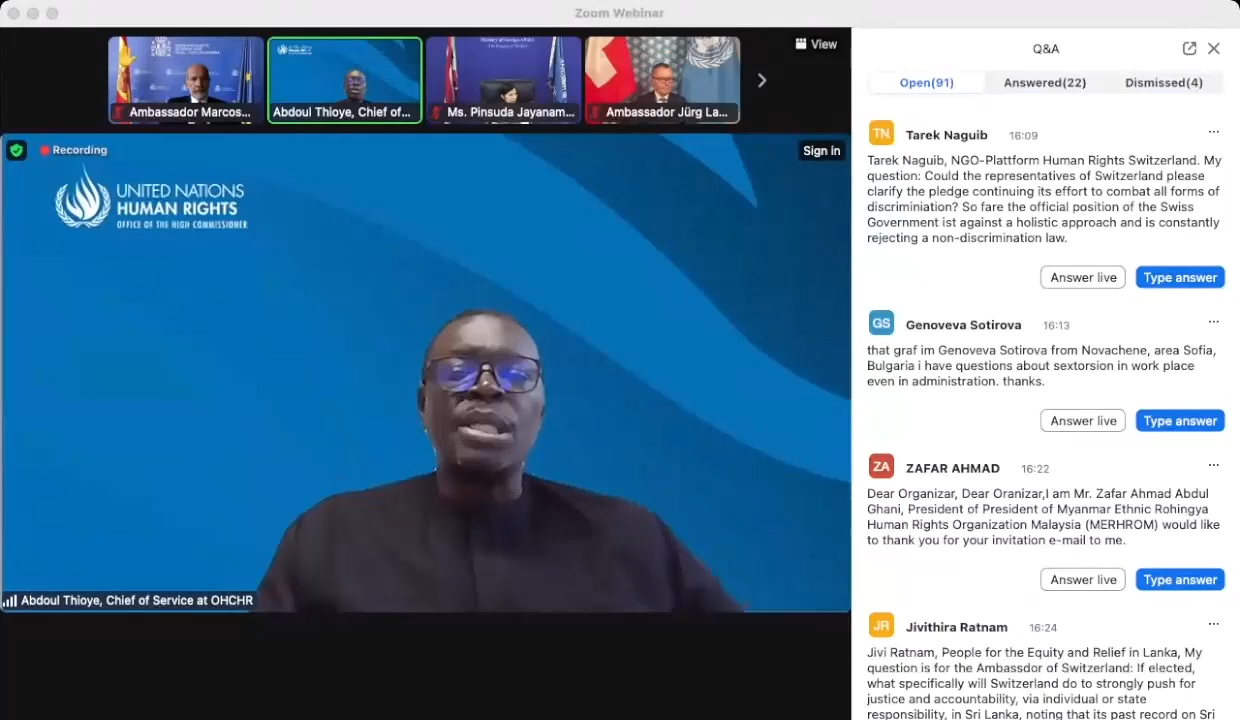 Zoom Webinar
View
Ambassador Marcos...
Abdoul Thioye, Chief of...
Ms. Pinsuda Jayanam...
Ambassador Jürg La...
Recording
Sign in
UNITED NATIONS
HUMAN RIGHTS
OFFICE OF THE HIGH COMMISSIONER
Abdoul Thioye, Chief of Service at OHCHR
Q&A
Open(91)
Answered(22)
Dismissed(4)
TN
Tarek Naguib 16:09
Tarek Naguib, NGO-Plattform Human Rights Switzerland. My
question: Could the representatives of Switzerland please
clarify the pledge continuing its effort to combat all forms of
discriminiation? So fare the official position of the Swiss
Government ist against a holistic approach and is constantly
rejecting a non-discrimination law.
Answer live
Type answer
GS
Genoveva Sotirova 16:13
that graf im Genoveva Sotirova from Novachene, area Sofia,
Bulgaria i have questions about sextorsion in work place
even in administration. thanks.
Answer live
Type answer
ZA
ZAFAR AHMAD 16:22
Dear Organizar, Dear Oranizar,I am Mr. Zafar Ahmad Abdul
Ghani, President of President of Myanmar Ethnic Rohingya
Human Rights Organization Malaysia (MERHROM) would like
to thank you for your invitation e-mail to me.
Answer live
Type answer
JR
Jivithira Ratnam 16:24
Jivi Ratnam, People for the Equity and Relief in Lanka, My
question is for the Ambassdor of Switzerland: If elected,
what specifically will Switzerland do to strongly push for
justice and accountability, via individual or state
responsibility, in Sri Lanka, noting that its past record on Sri